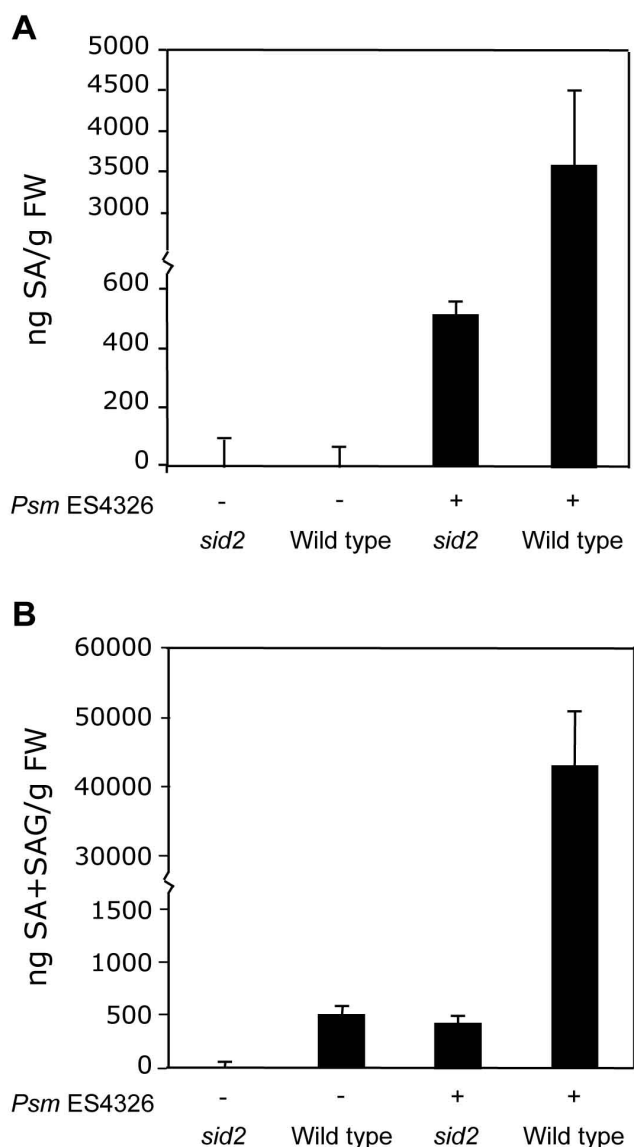 A
5000
4500
4000
3500
3000
600
400
200
0
ng SA/g FW
Psm ES4326 - - + +
sid2 Wild type sid2 Wild type
B
60000
50000
40000
30000
1500
1000
500
0
ng SA+SAG/g FW
Psm ES4326 - - + +
sid2 Wild type sid2 Wild type